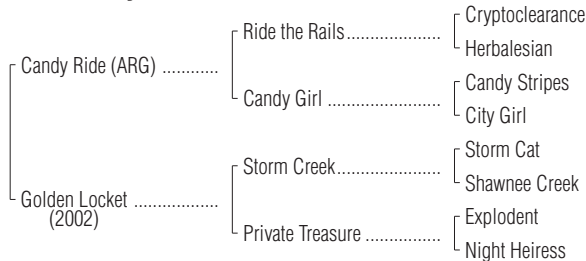 Cryptoclearance
Ride the Rails
Herbalesian
Candy Ride (ARG)
Candy Stripes
Candy Girl
City Girl
Storm Cat
Storm Creek
Shawnee Creek
Golden Locket
(2002)
Explodent
Private Treasure
Night Heiress